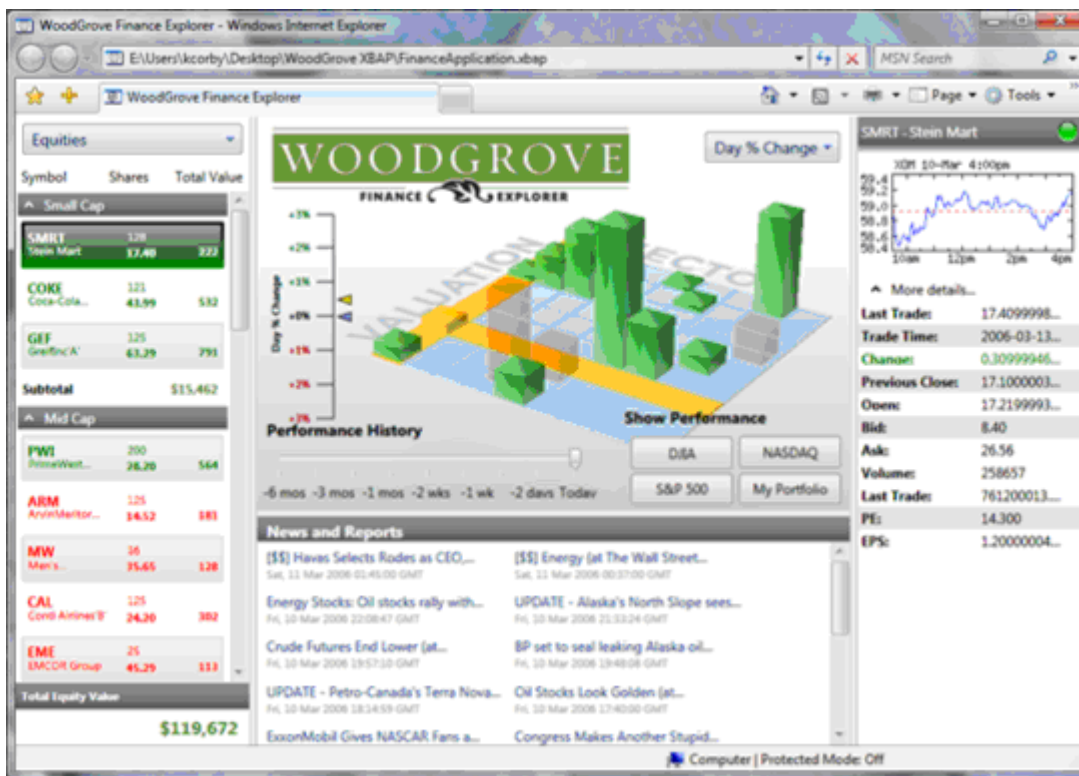 WoodGrove Finance Explorer - Windows Internet Explorer
E:\Users\kcorby\Desktop\WoodGrove XBAP\FinanceApplication.xbap
MSN Search
WoodGrove Finance Explorer
Page
Tools
Equities
Symbol Shares Total Value
Small Cap
SMRT 128
Stein Mart 17.40 222
COKE 121
Coca-Cola... 43.99 532
GEF 125
Greifinc'A' 63.29 791
Subtotal $15,462
Mid Cap
PWI 200
PrimeWest... 28.20 564
ARM 125
ArvinMeritor... 14.52 181
MW 36
Men's... 35.65 128
CAL 125
Contl Airlines'B' 24.20 302
EME 25
EMCOR Group 45.29 113
Total Equity Value
$119,672
WOODGROVE
FINANCE EXPLORER
Day % Change
VALUATION
SECTOR
Day % Change
+3%
+2%
+1%
+0%
+1%
+2%
+3%
Performance History
-6 mos -3 mos -1 mos -2 wks -1 wk -2 days Today
Show Performance
DJIA
NASDAQ
S&P 500
My Portfolio
News and Reports
[$$] Havas Selects Rodes as CEO,...
Sat, 11 Mar 2006 01:45:00 GMT
[$$] Energy (at The Wall Street...
Sat, 11 Mar 2006 00:37:00 GMT
Energy Stocks: Oil stocks rally with...
Fri, 10 Mar 2006 22:08:47 GMT
UPDATE - Alaska's North Slope sees...
Fri, 10 Mar 2006 21:33:24 GMT
Crude Futures End Lower (at...
Fri, 10 Mar 2006 19:57:10 GMT
BP set to seal leaking Alaska oil...
Fri, 10 Mar 2006 19:48:08 GMT
UPDATE - Petro-Canada's Terra Nova...
Fri, 10 Mar 2006 18:14:59 GMT
Oil Stocks Look Golden (at...
Fri, 10 Mar 2006 17:40:00 GMT
ExxonMobil Gives NASCAR Fans a...
Congress Makes Another Stupid...
SMRT - Stein Mart
XOM 10-Mar 4:00pm
59.4
59.2
59.0
58.8
58.6
58.4
10am 12pm 2pm 4pm
More details...
Last Trade: 17.4099998...
Trade Time: 2006-03-13...
Change: 0.30999946...
Previous Close: 17.1000003...
Open: 17.2199993...
Bid: 8.40
Ask: 26.56
Volume: 258657
Last Trade: 761200013...
PE: 14.300
EPS: 1.20000004...
Computer | Protected Mode: Off